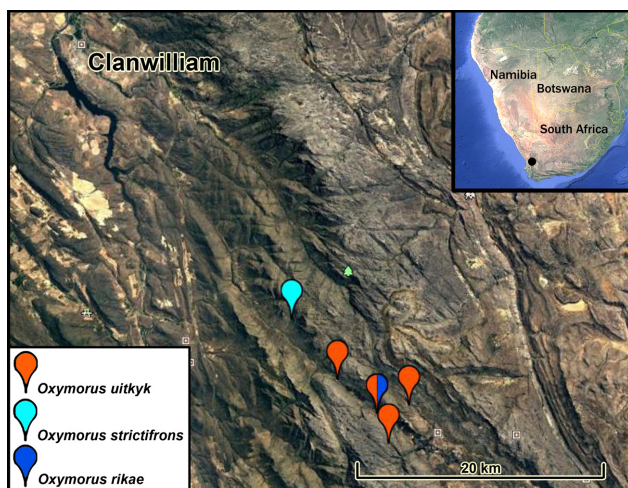 Clanwilliam
Namibia
Botswana
South Africa
Oxymorus uitkyk
Oxymorus strictifrons
Oxymorus rikae
20 km